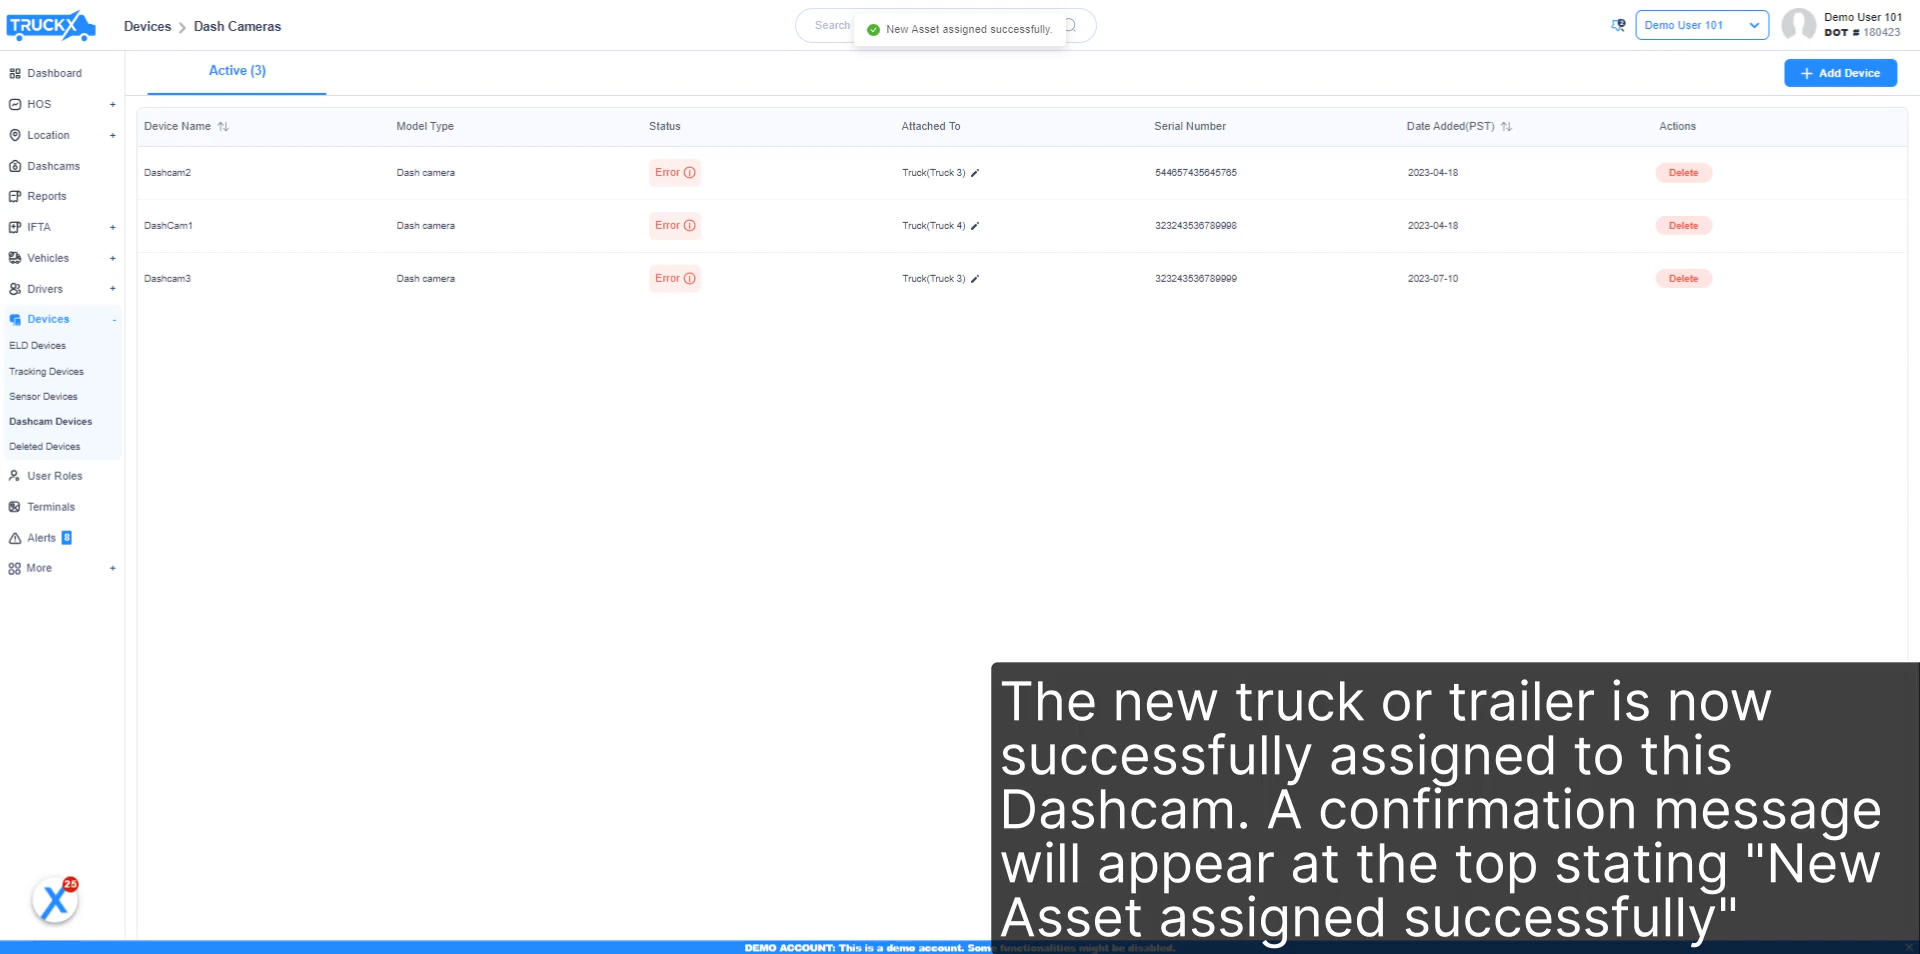 TRUCKX
Devices > Dash Cameras
Search
New Asset assigned successfully.
2
Demo User 101
Demo User 101
DOT # 180423
Dashboard
HOS +
Location +
Dashcams
Reports
IFTA +
Vehicles +
Drivers +
Devices -
ELD Devices
Tracking Devices
Sensor Devices
Dashcam Devices
Deleted Devices
User Roles
Terminals
Alerts 8
More +
25
X
Active (3)
+ Add Device
Device Name Model Type Status Attached To Serial Number Date Added(PST) Actions
Dashcam2 Dash camera Error Truck(Truck 3) 544657435645765 2023-04-18 Delete
DashCam1 Dash camera Error Truck(Truck 4) 323243536789998 2023-04-18 Delete
Dashcam3 Dash camera Error Truck(Truck 3) 323243536789999 2023-07-10 Delete
The new truck or trailer is now
successfully assigned to this
Dashcam. A confirmation message
will appear at the top stating "New
Asset assigned successfully"
DEMO ACCOUNT: This is a demo account. Some functionalities might be disabled.